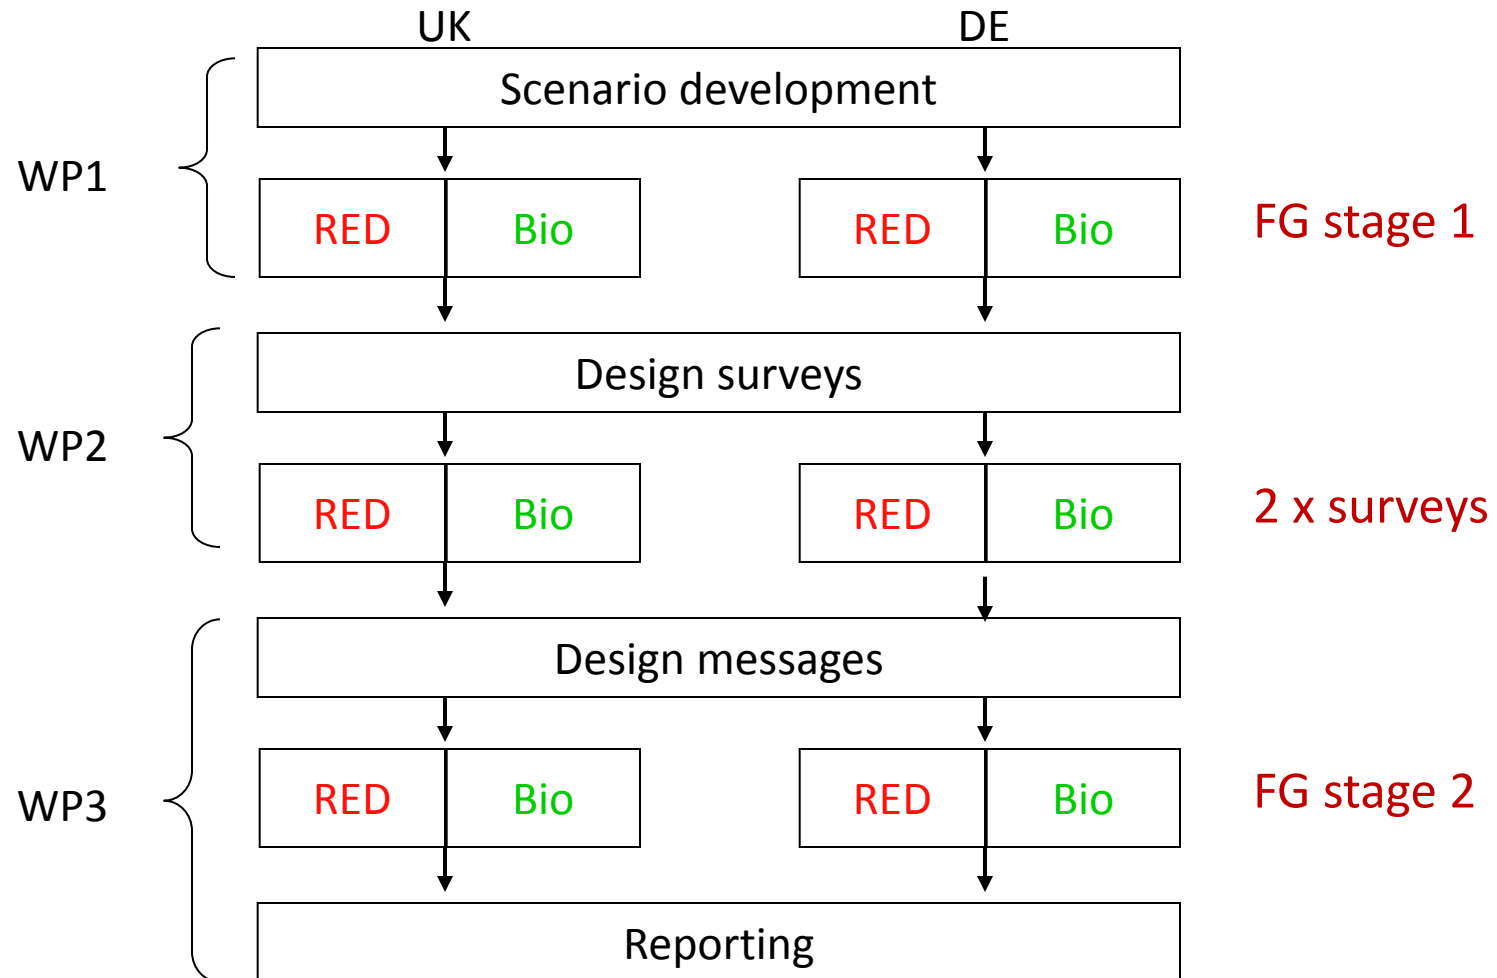 UK DE
Scenario development
WP1
RED Bio RED Bio
FG stage 1
Design surveys
WP2
RED Bio RED Bio
2 x surveys
Design messages
WP3
RED Bio RED Bio
FG stage 2
Reporting